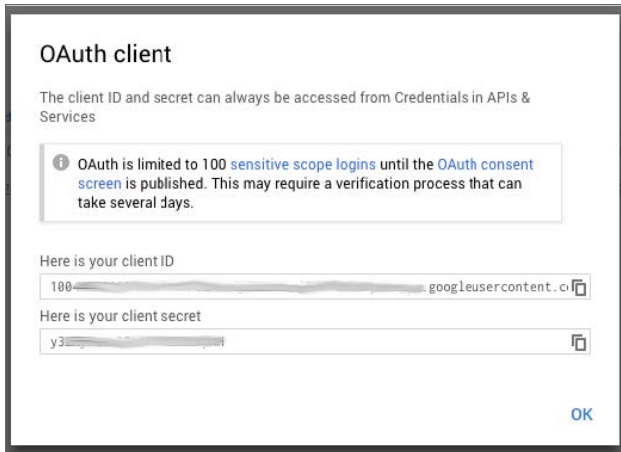 OAuth client
The client ID and secret can always be accessed from Credentials in APIs &
Services
OAuth is limited to 100 sensitive scope logins until the OAuth consent
screen is published. This may require a verification process that can
take several days.
Here is your client ID
100 .googleusercontent.c
Here is your client secret
y3
OK